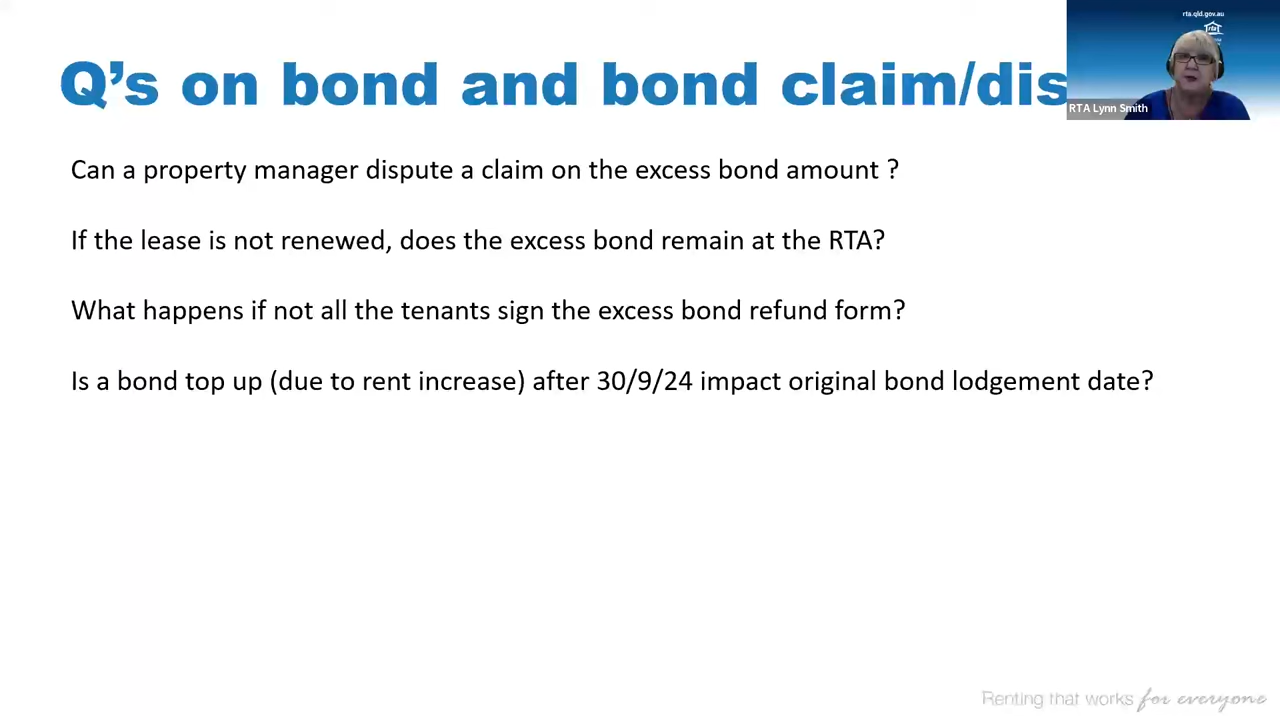 rta.qld.gov.au
rta
Q's on bond and bond claim/dis
RTA Lynn Smith
Can a property manager dispute a claim on the excess bond amount ?
If the lease is not renewed, does the excess bond remain at the RTA?
What happens if not all the tenants sign the excess bond refund form?
Is a bond top up (due to rent increase) after 30/9/24 impact original bond lodgement date?
Renting that works for everyone